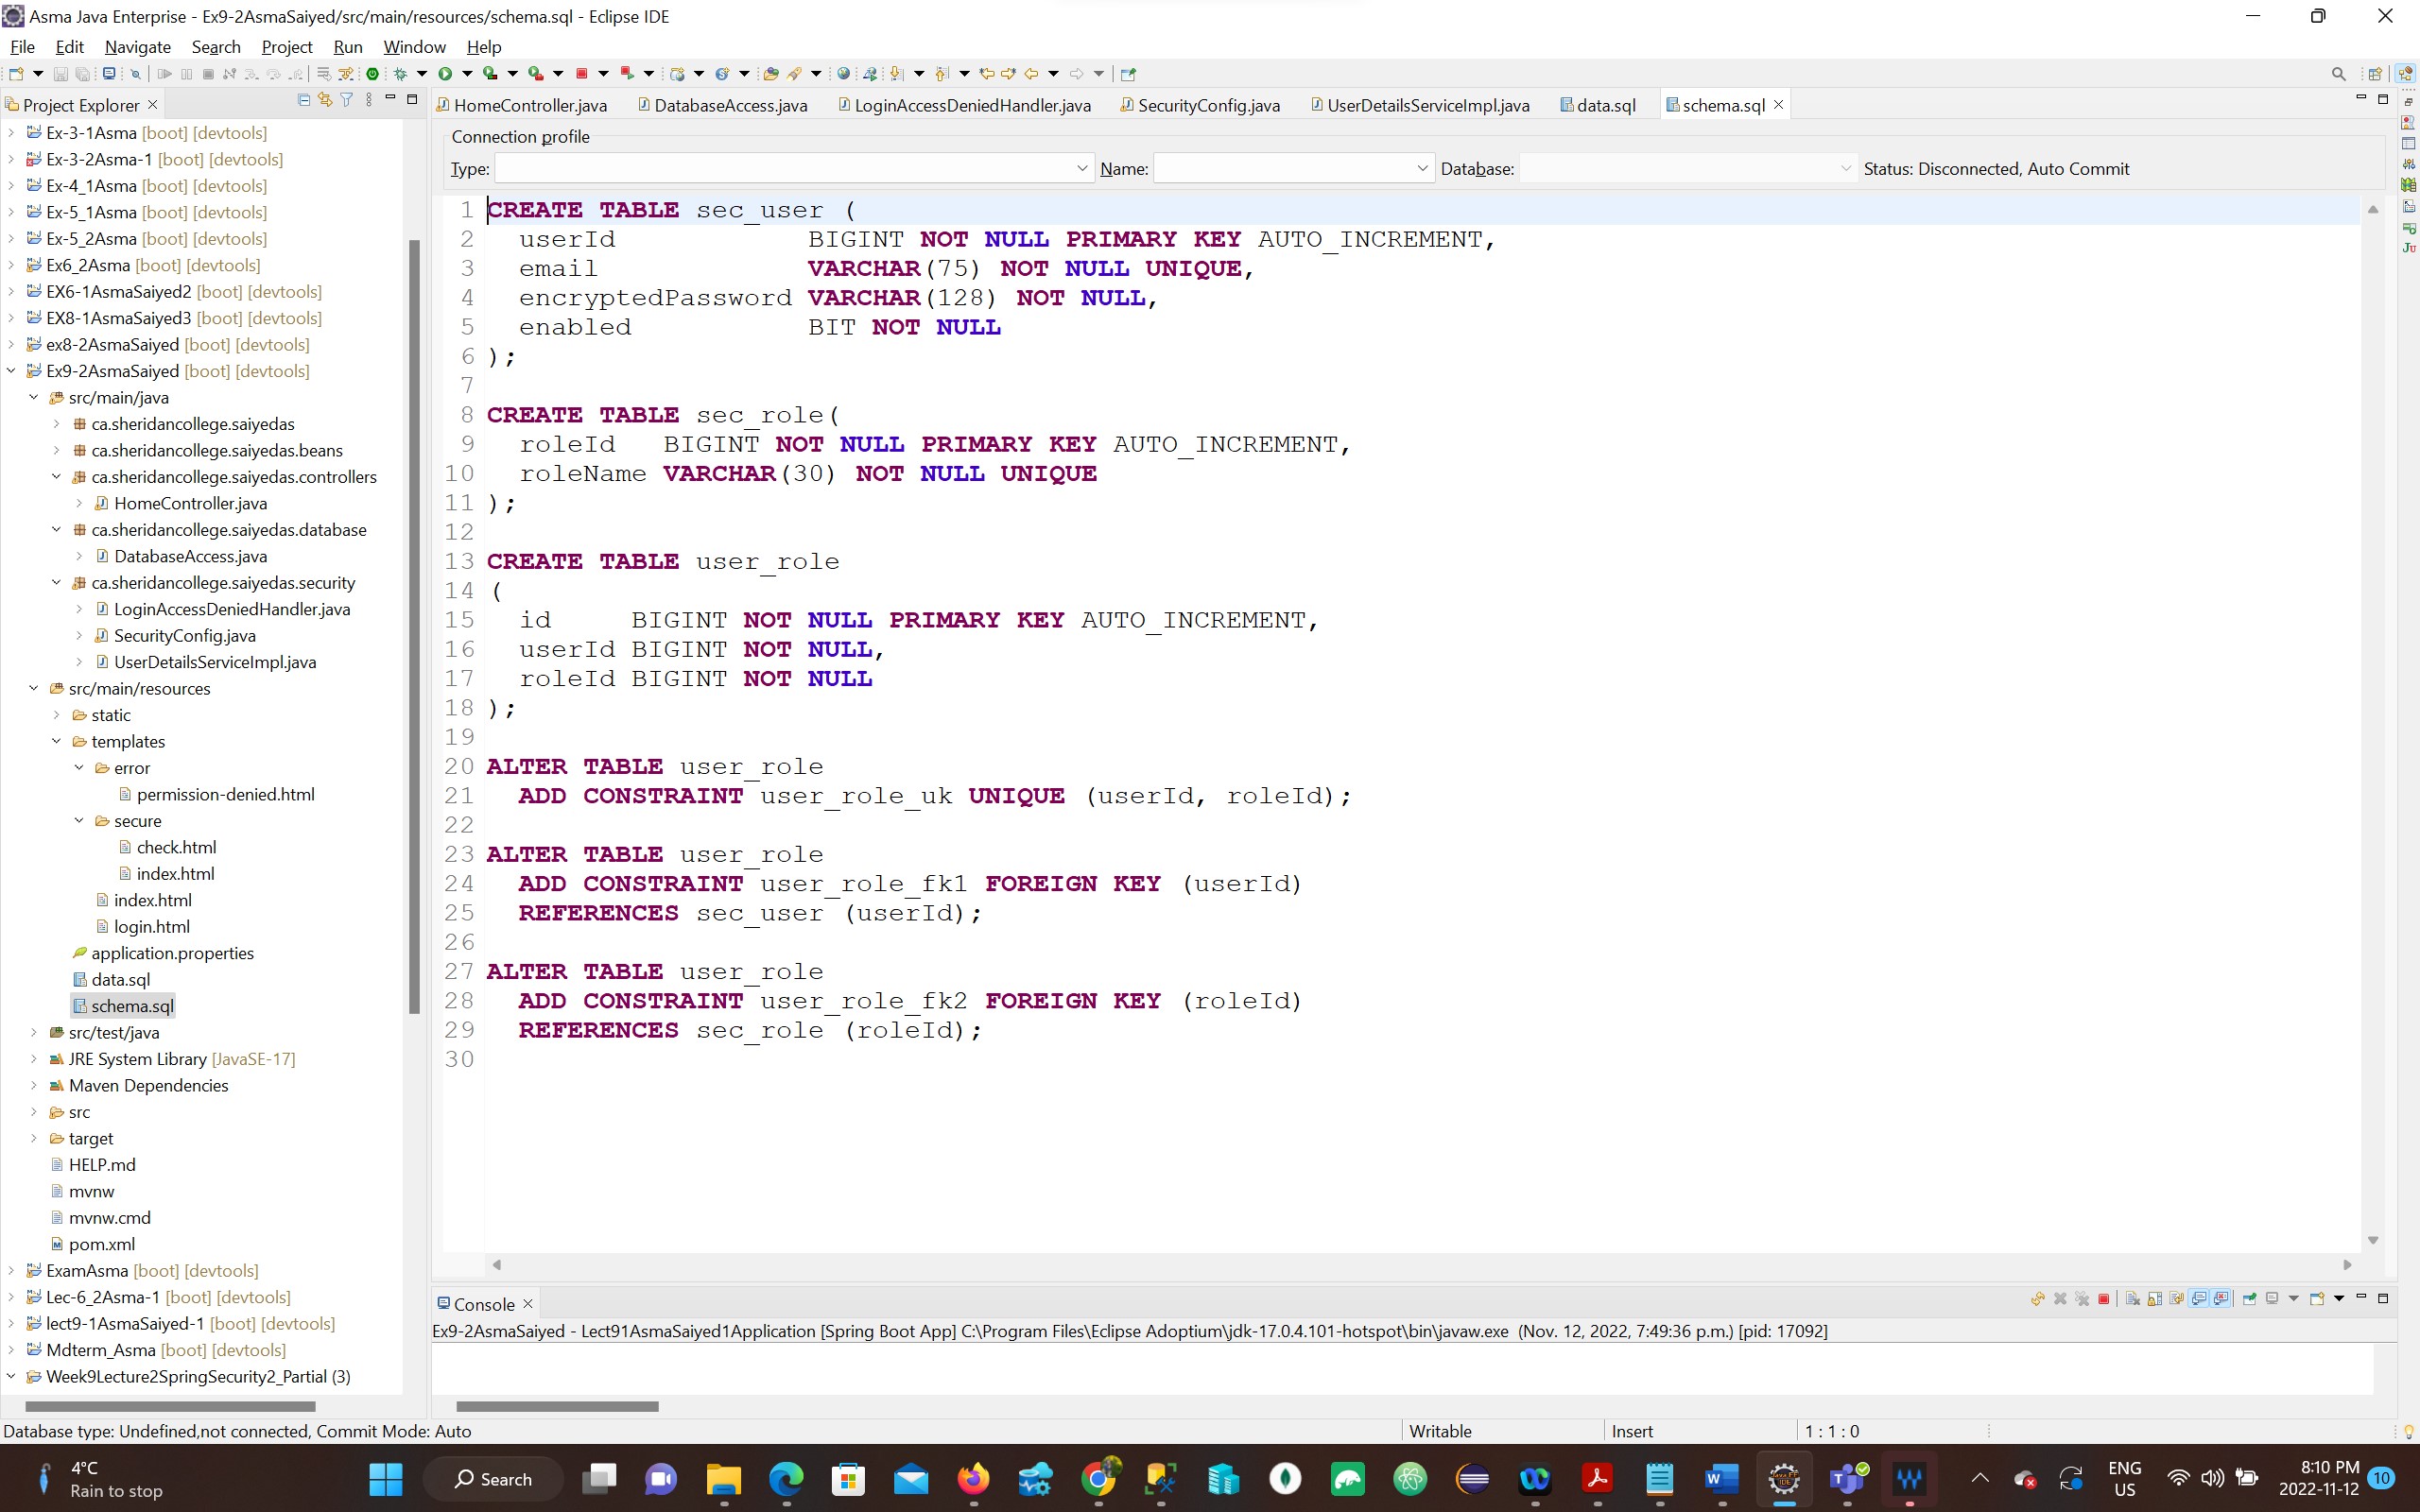 Asma Java Enterprise - Ex9-2AsmaSaiyed/src/main/resources/schema.sql - Eclipse IDE
File Edit Navigate Search Project Run Window Help
Project Explorer
HomeController.java DatabaseAccess.java LoginAccessDeniedHandler.java SecurityConfig.java UserDetailsServiceImpl.java data.sql schema.sql
Ex-3-1Asma [boot] [devtools]
Ex-3-2Asma-1 [boot] [devtools]
Ex-4_1Asma [boot] [devtools]
Ex-5_1Asma [boot] [devtools]
Ex-5_2Asma [boot] [devtools]
Ex6_2Asma [boot] [devtools]
EX6-1AsmaSaiyed2 [boot] [devtools]
EX8-1AsmaSaiyed3 [boot] [devtools]
ex8-2AsmaSaiyed [boot] [devtools]
Ex9-2AsmaSaiyed [boot] [devtools]
src/main/java
ca.sheridancollege.saiyedas
ca.sheridancollege.saiyedas.beans
ca.sheridancollege.saiyedas.controllers
HomeController.java
ca.sheridancollege.saiyedas.database
DatabaseAccess.java
ca.sheridancollege.saiyedas.security
LoginAccessDeniedHandler.java
SecurityConfig.java
UserDetailsServiceImpl.java
src/main/resources
static
templates
error
permission-denied.html
secure
check.html
index.html
index.html
login.html
application.properties
data.sql
schema.sql
src/test/java
JRE System Library [JavaSE-17]
Maven Dependencies
src
target
HELP.md
mvnw
mvnw.cmd
pom.xml
ExamAsma [boot] [devtools]
Lec-6_2Asma-1 [boot] [devtools]
lect9-1AsmaSaiyed-1 [boot] [devtools]
Mdterm_Asma [boot] [devtools]
Week9Lecture2SpringSecurity2_Partial (3)
Connection profile
Type: Name: Database: Status: Disconnected, Auto Commit
1 CREATE TABLE sec_user (
2 userId BIGINT NOT NULL PRIMARY KEY AUTO_INCREMENT,
3 email VARCHAR(75) NOT NULL UNIQUE,
4 encryptedPassword VARCHAR(128) NOT NULL,
5 enabled BIT NOT NULL
6 );
7
8 CREATE TABLE sec_role(
9 roleId BIGINT NOT NULL PRIMARY KEY AUTO_INCREMENT,
10 roleName VARCHAR(30) NOT NULL UNIQUE
11 );
12
13 CREATE TABLE user_role
14 (
15 id BIGINT NOT NULL PRIMARY KEY AUTO_INCREMENT,
16 userId BIGINT NOT NULL,
17 roleId BIGINT NOT NULL
18 );
19
20 ALTER TABLE user_role
21 ADD CONSTRAINT user_role_uk UNIQUE (userId, roleId);
22
23 ALTER TABLE user_role
24 ADD CONSTRAINT user_role_fk1 FOREIGN KEY (userId)
25 REFERENCES sec_user (userId);
26
27 ALTER TABLE user_role
28 ADD CONSTRAINT user_role_fk2 FOREIGN KEY (roleId)
29 REFERENCES sec_role (roleId);
30
Console
Ex9-2AsmaSaiyed - Lect91AsmaSaiyed1Application [Spring Boot App] C:\Program Files\Eclipse Adoptium\jdk-17.0.4.101-hotspot\bin\javaw.exe (Nov. 12, 2022, 7:49:36 p.m.) [pid: 17092]
Database type: Undefined,not connected, Commit Mode: Auto
Writable
Insert
1 : 1 : 0
4°C
Rain to stop
Search
ENG
US
8:10 PM
2022-11-12
10